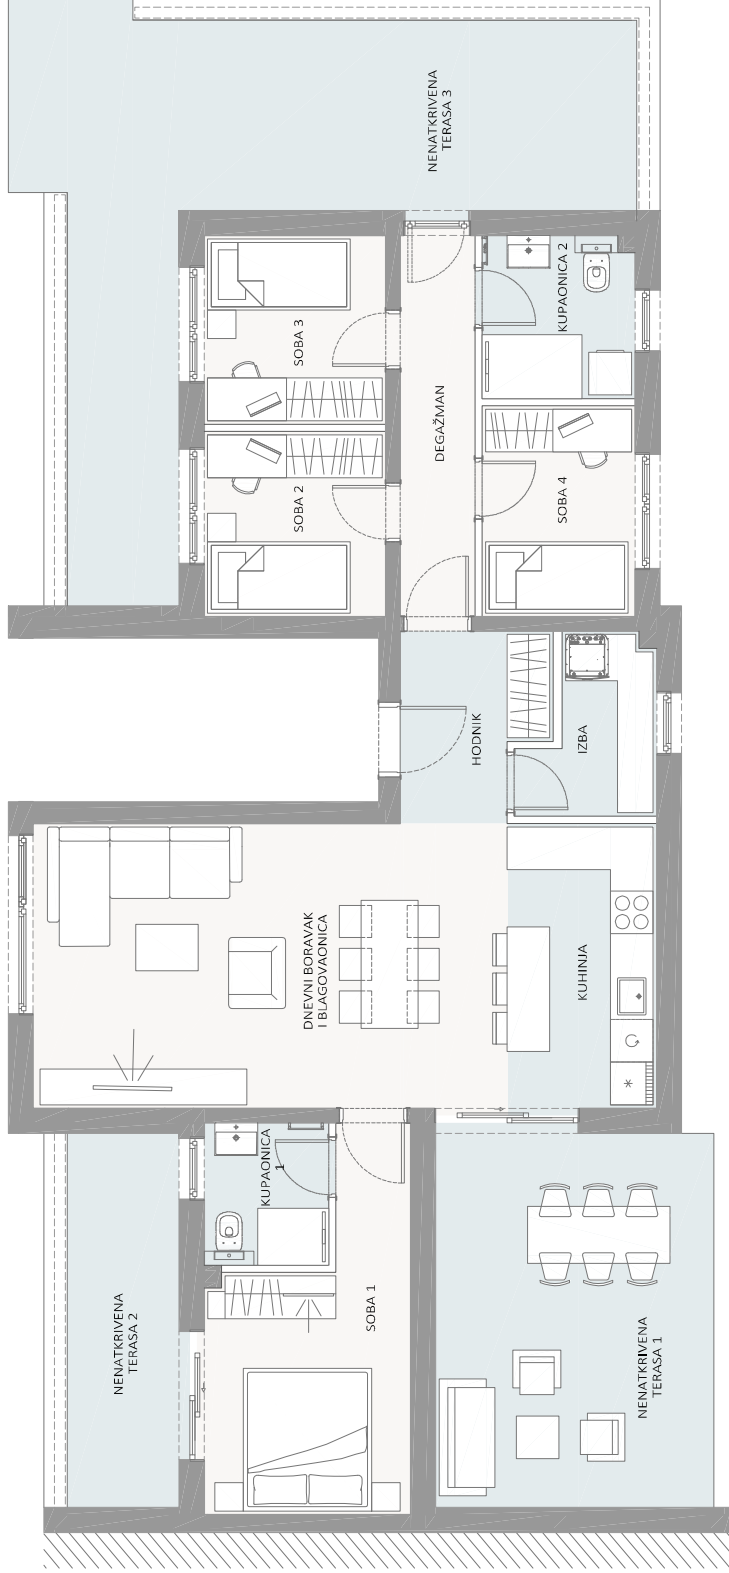 NENATKRIVENA
TERASA 3
KUPAONICA 2
SOBA 3
DEGAŽMAN
SOBA 2
SOBA 4
HODNIK
IZBA
DNEVNI BORAVAK
I BLAGOVAONICA
KUHINJA
KUPAONICA
1
SOBA 1
NENATKRIVENA
TERASA 2
NENATKRIVENA
TERASA 1